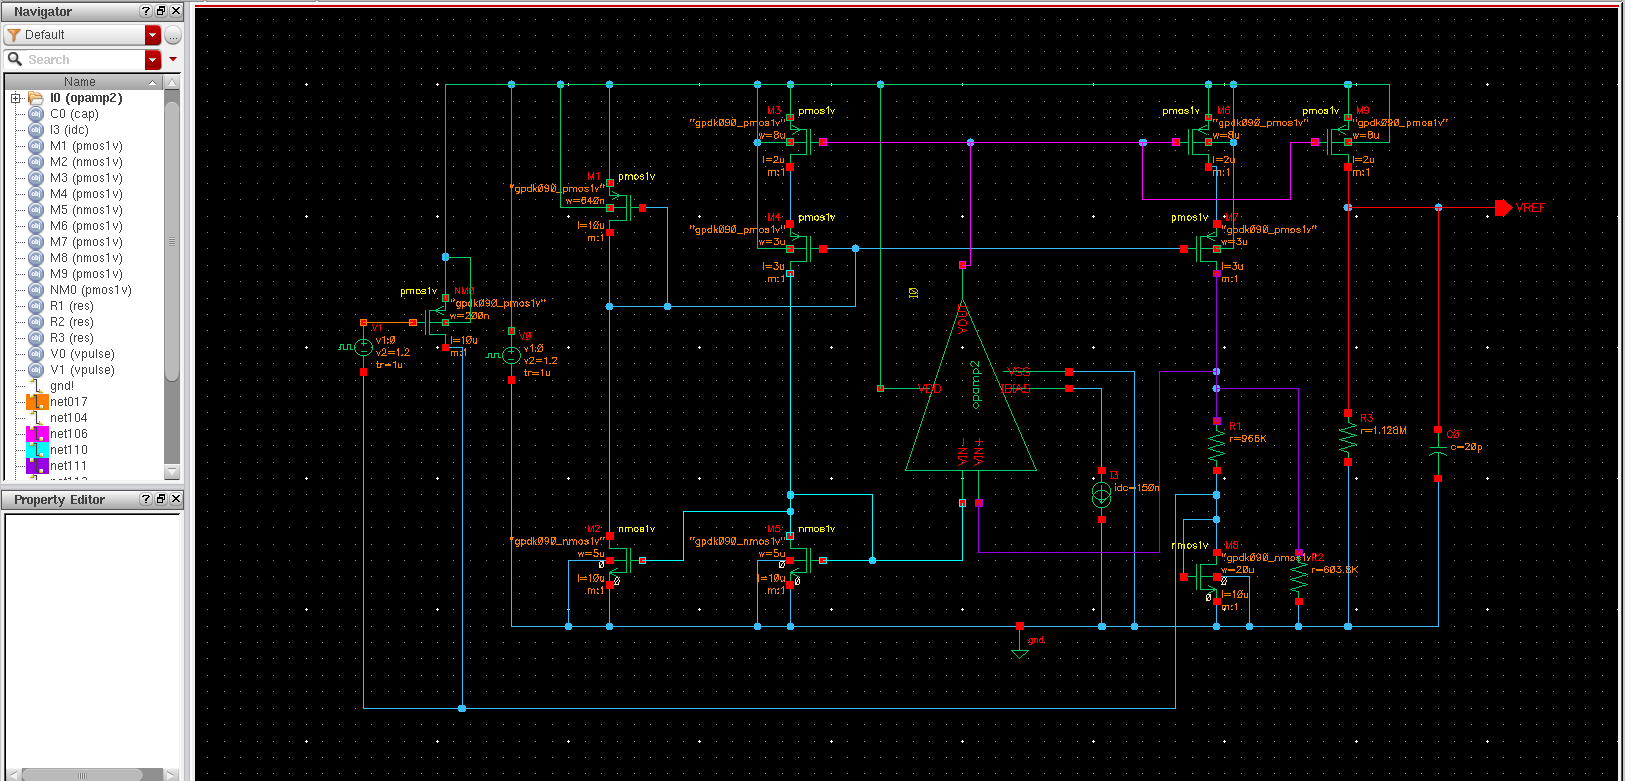 Navigator
Default
Search
Name
I0 (opamp2)
C0 (cap)
I3 (idc)
M1 (pmos1v)
M2 (nmos1v)
M3 (pmos1v)
M4 (pmos1v)
M5 (nmos1v)
M6 (pmos1v)
M7 (pmos1v)
M8 (nmos1v)
M9 (pmos1v)
NM0 (pmos1v)
R1 (res)
R2 (res)
R3 (res)
V0 (vpulse)
V1 (vpulse)
gnd!
net017
net104
net106
net110
net111
Property Editor
M3 pmos1v
"gpdk090_pmos1v"
w=8u
l=2u
m:1
pmos1v M6
"gpdk090_pmos1v"
l=2u
m:1
pmos1v M9
"gpdk090_pmos1v"
w=8u
l=2u
m:1
M1 pmos1v
"gpdk090_pmos1v"
w=640n
l=10u
m:1
M4 pmos1v
"gpdk090_pmos1v"
w=3u
l=3u
m:1
pmos1v M7
"gpdk090_pmos1v"
w=3u
l=3u
m:1
VREF
pmos1v NM0
"gpdk090_pmos1v"
w=200n
l=10u
m:1
V1
v1:0
v2=1.2
tr=1u
V0
v1:0
v2=1.2
tr=1u
I0
VOUT
opamp2
VDD
VSS
IBIAS
VIN-
VIN+
I3
idc=150n
R1
r=966K
R3
r=1.128M
C0
c=20p
M2 nmos1v
"gpdk090_nmos1v"
w=5u
0
0
l=10u
m:1
M5 nmos1v
"gpdk090_nmos1v"
w=5u
0
0
l=10u
m:1
nmos1v M8
"gpdk090_nmos1v"
w=20u
0
0
l=10u
m:1
gnd